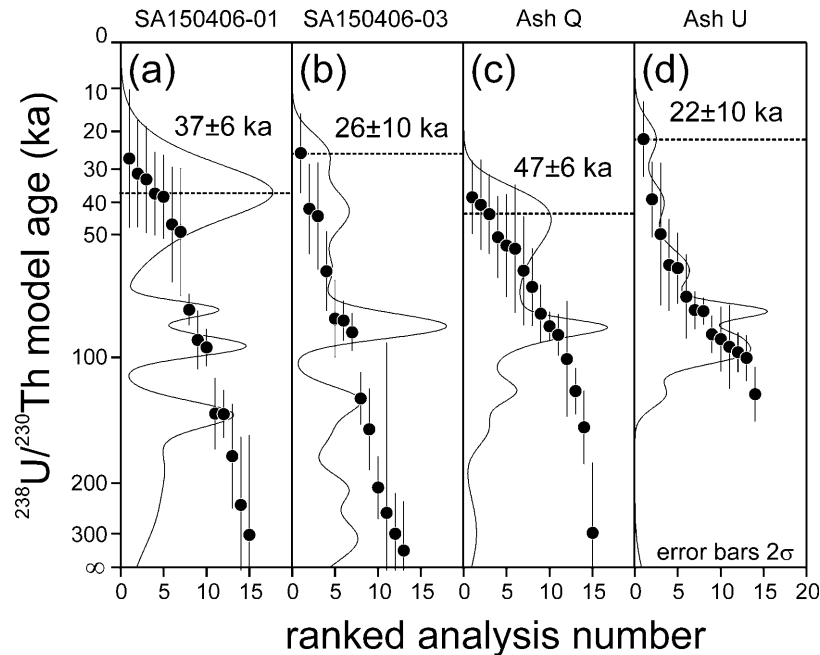 SA150406-01 SA150406-03 Ash Q Ash U
(a) (b) (c) (d)
37±6 ka
26±10 ka
47±6 ka
22±10 ka
²³⁸U/²³⁰Th model age (ka)
0
10
20
30
40
50
100
200
300
∞
error bars 2σ
0 5 10 15 0 5 10 15 0 5 10 15 0 5 10 15 20
ranked analysis number